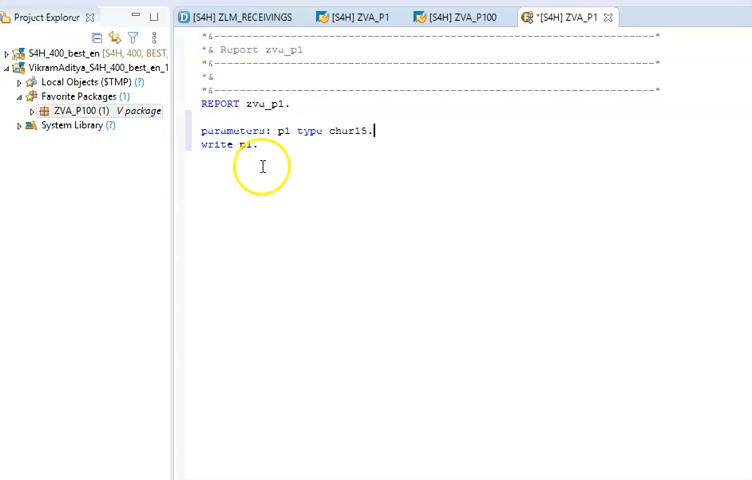 Project Explorer
[S4H] ZLM_RECEIVINGS
[S4H] ZVA_P1
[S4H] ZVA_P100
*[S4H] ZVA_P1
S4H_400_best_en [S4H, 400, BEST,
VikramAditya_S4H_400_best_en_1
Local Objects ($TMP) (?)
Favorite Packages (1)
ZVA_P100 (1) V package
System Library (?)
*&---------------------------------------------------------------------*
*& Report zva_p1
*&---------------------------------------------------------------------*
*&
*&---------------------------------------------------------------------*
REPORT zva_p1.
parameters: p1 type char15.
write p1.